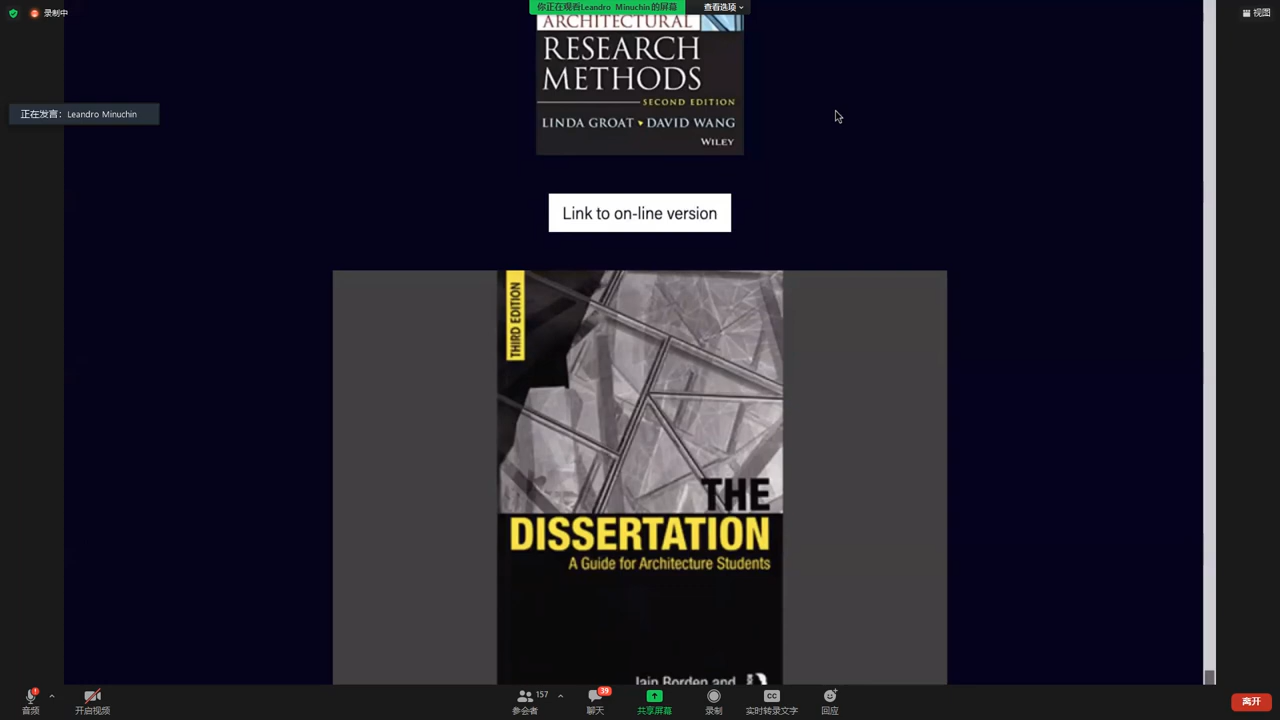 录制中
你正在观看Leandro Minuchin的屏幕
查看选项
视图
正在发言: Leandro Minuchin
ARCHITECTURAL
RESEARCH
METHODS
SECOND EDITION
LINDA GROAT • DAVID WANG
WILEY
Link to on-line version
THIRD EDITION
THE
DISSERTATION
A Guide for Architecture Students
Iain Borden and
音频
开启视频
157
参会者
39
聊天
共享屏幕
录制
CC
实时转录文字
回应
离开